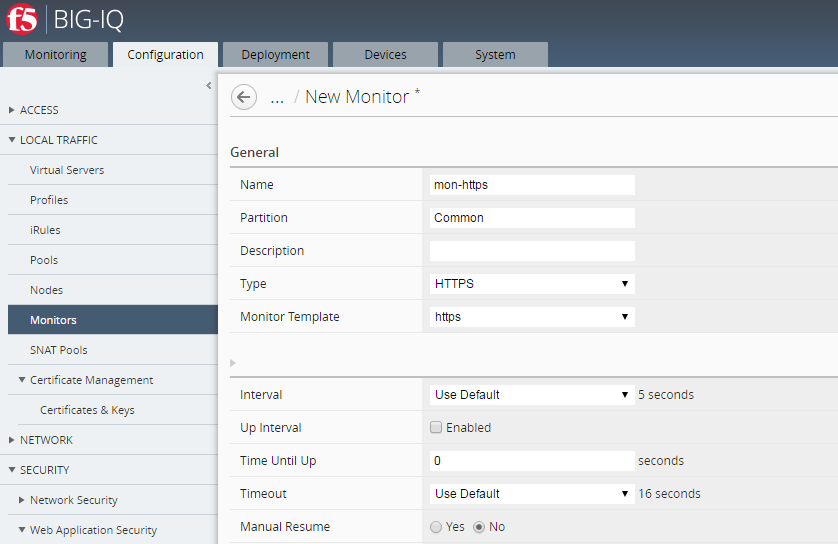 f5 BIG-IQ
Monitoring Configuration Deployment Devices System
ACCESS
LOCAL TRAFFIC
Virtual Servers
Profiles
iRules
Pools
Nodes
Monitors
SNAT Pools
Certificate Management
Certificates & Keys
NETWORK
SECURITY
Network Security
Web Application Security
... / New Monitor *
General
Name mon-https
Partition Common
Description
Type HTTPS
Monitor Template https
Interval Use Default 5 seconds
Up Interval Enabled
Time Until Up 0 seconds
Timeout Use Default 16 seconds
Manual Resume Yes No